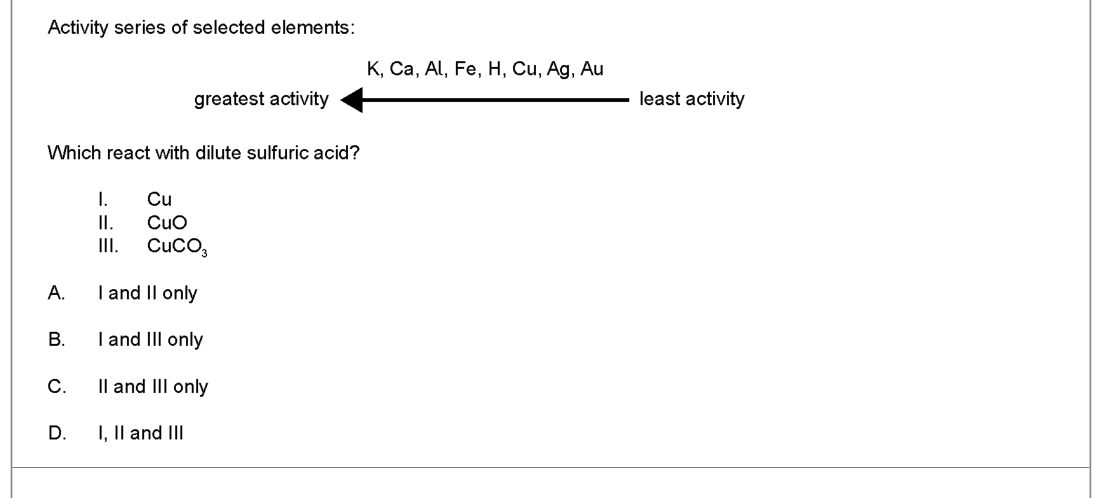 Activity series of selected elements:
K, Ca, Al, Fe, H, Cu, Ag, Au
greatest activity least activity
Which react with dilute sulfuric acid?
I. Cu
II. CuO
III. CuCO₃
A. I and II only
B. I and III only
C. II and III only
D. I, II and III